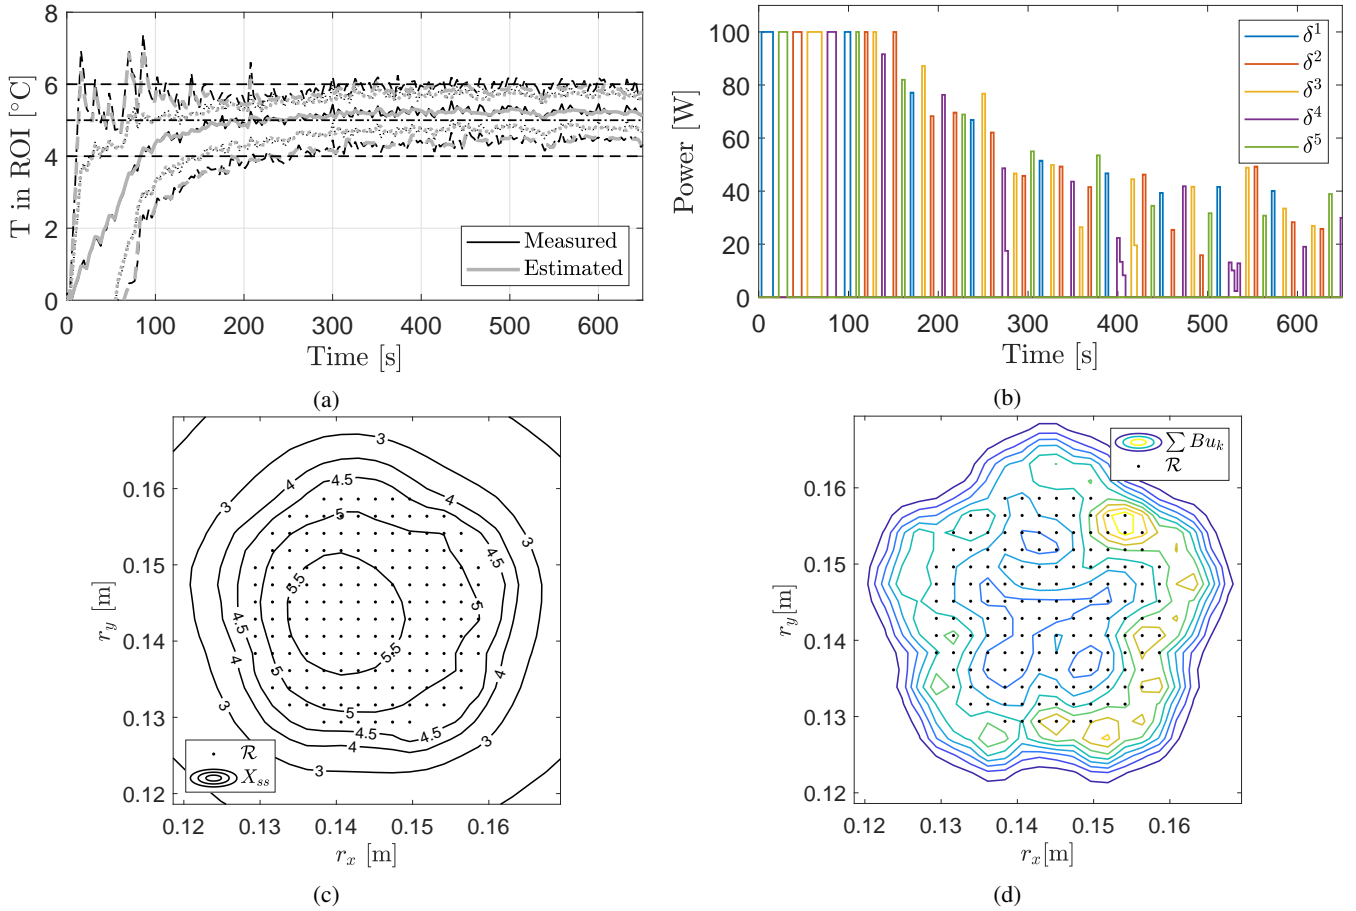 8
6
4
2
0
T in ROI [°C]
0 100 200 300 400 500 600
Time [s]
Measured
Estimated
(a)
100
80
60
40
20
0
Power [W]
0 100 200 300 400 500 600
Time [s]
δ¹
δ²
δ³
δ⁴
δ⁵
(b)
0.16
0.15
0.14
0.13
0.12
r_y [m]
0.12 0.13 0.14 0.15 0.16
r_x [m]
3
3
3
3
3
3
4
4
4
4
4
4.5
4.5
4.5
4.5
4.5
5
5
5
5
5.5
5.5
R
X_ss
(c)
0.16
0.15
0.14
0.13
0.12
r_y[m]
0.12 0.13 0.14 0.15 0.16
r_x[m]
∑ Bu_k
R
(d)